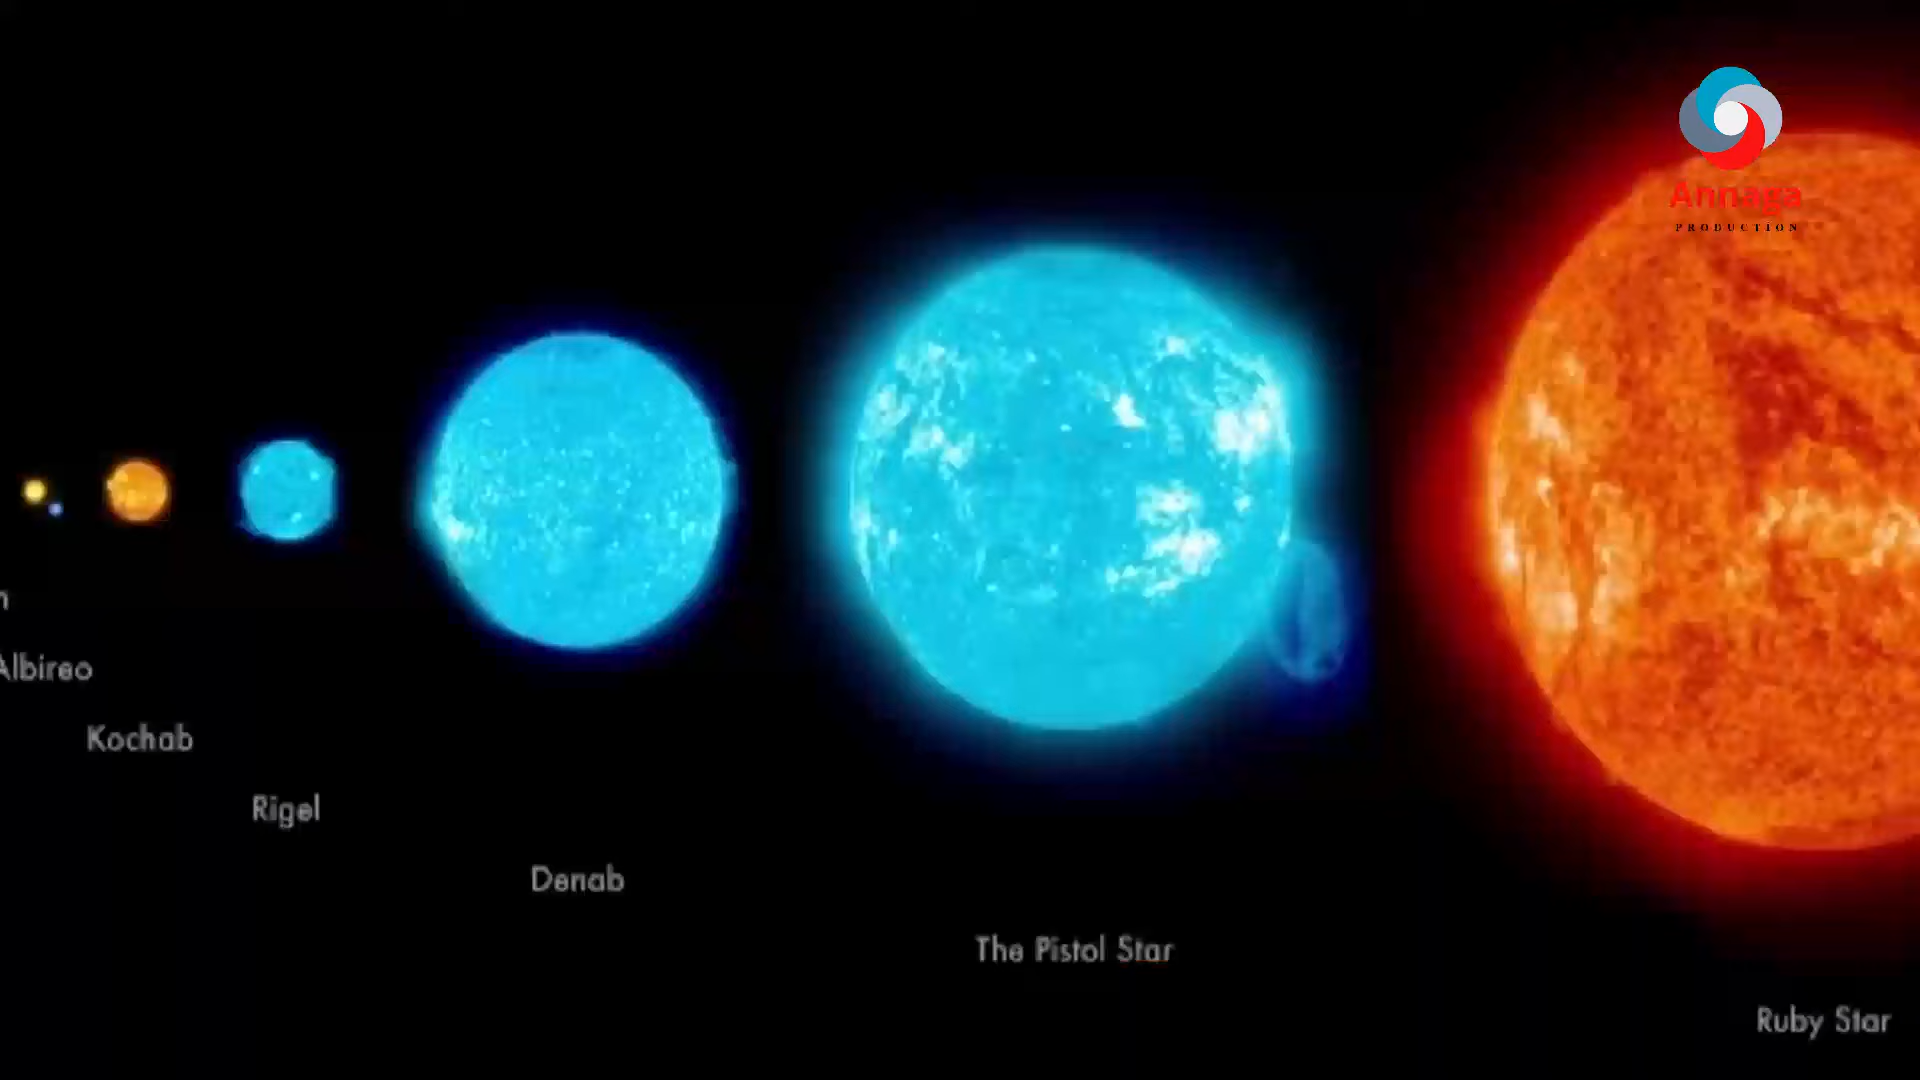 Annaga
PRODUCTION
n
Albireo
Kochab
Rigel
Denab
The Pistol Star
Ruby Star